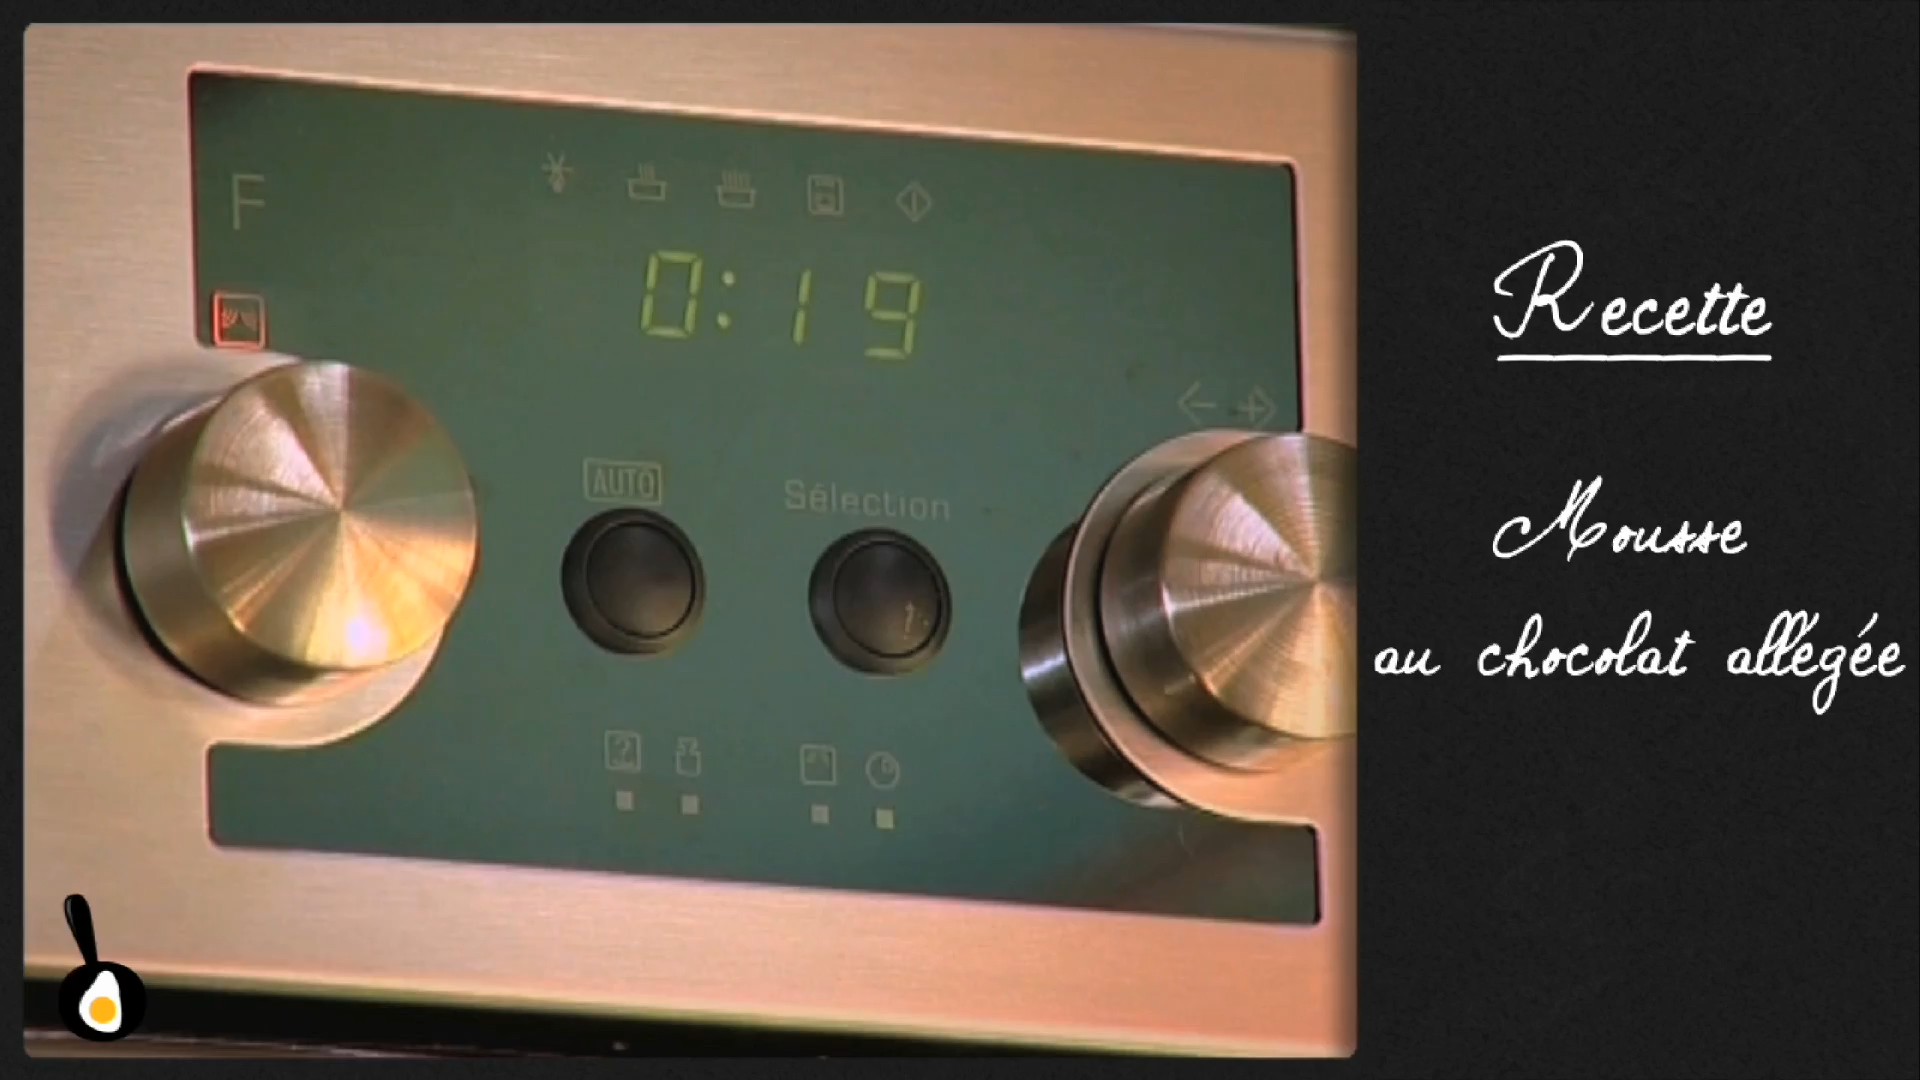 F
0:19
AUTO
Sélection
?
Recette
Mousse
au chocolat allégée